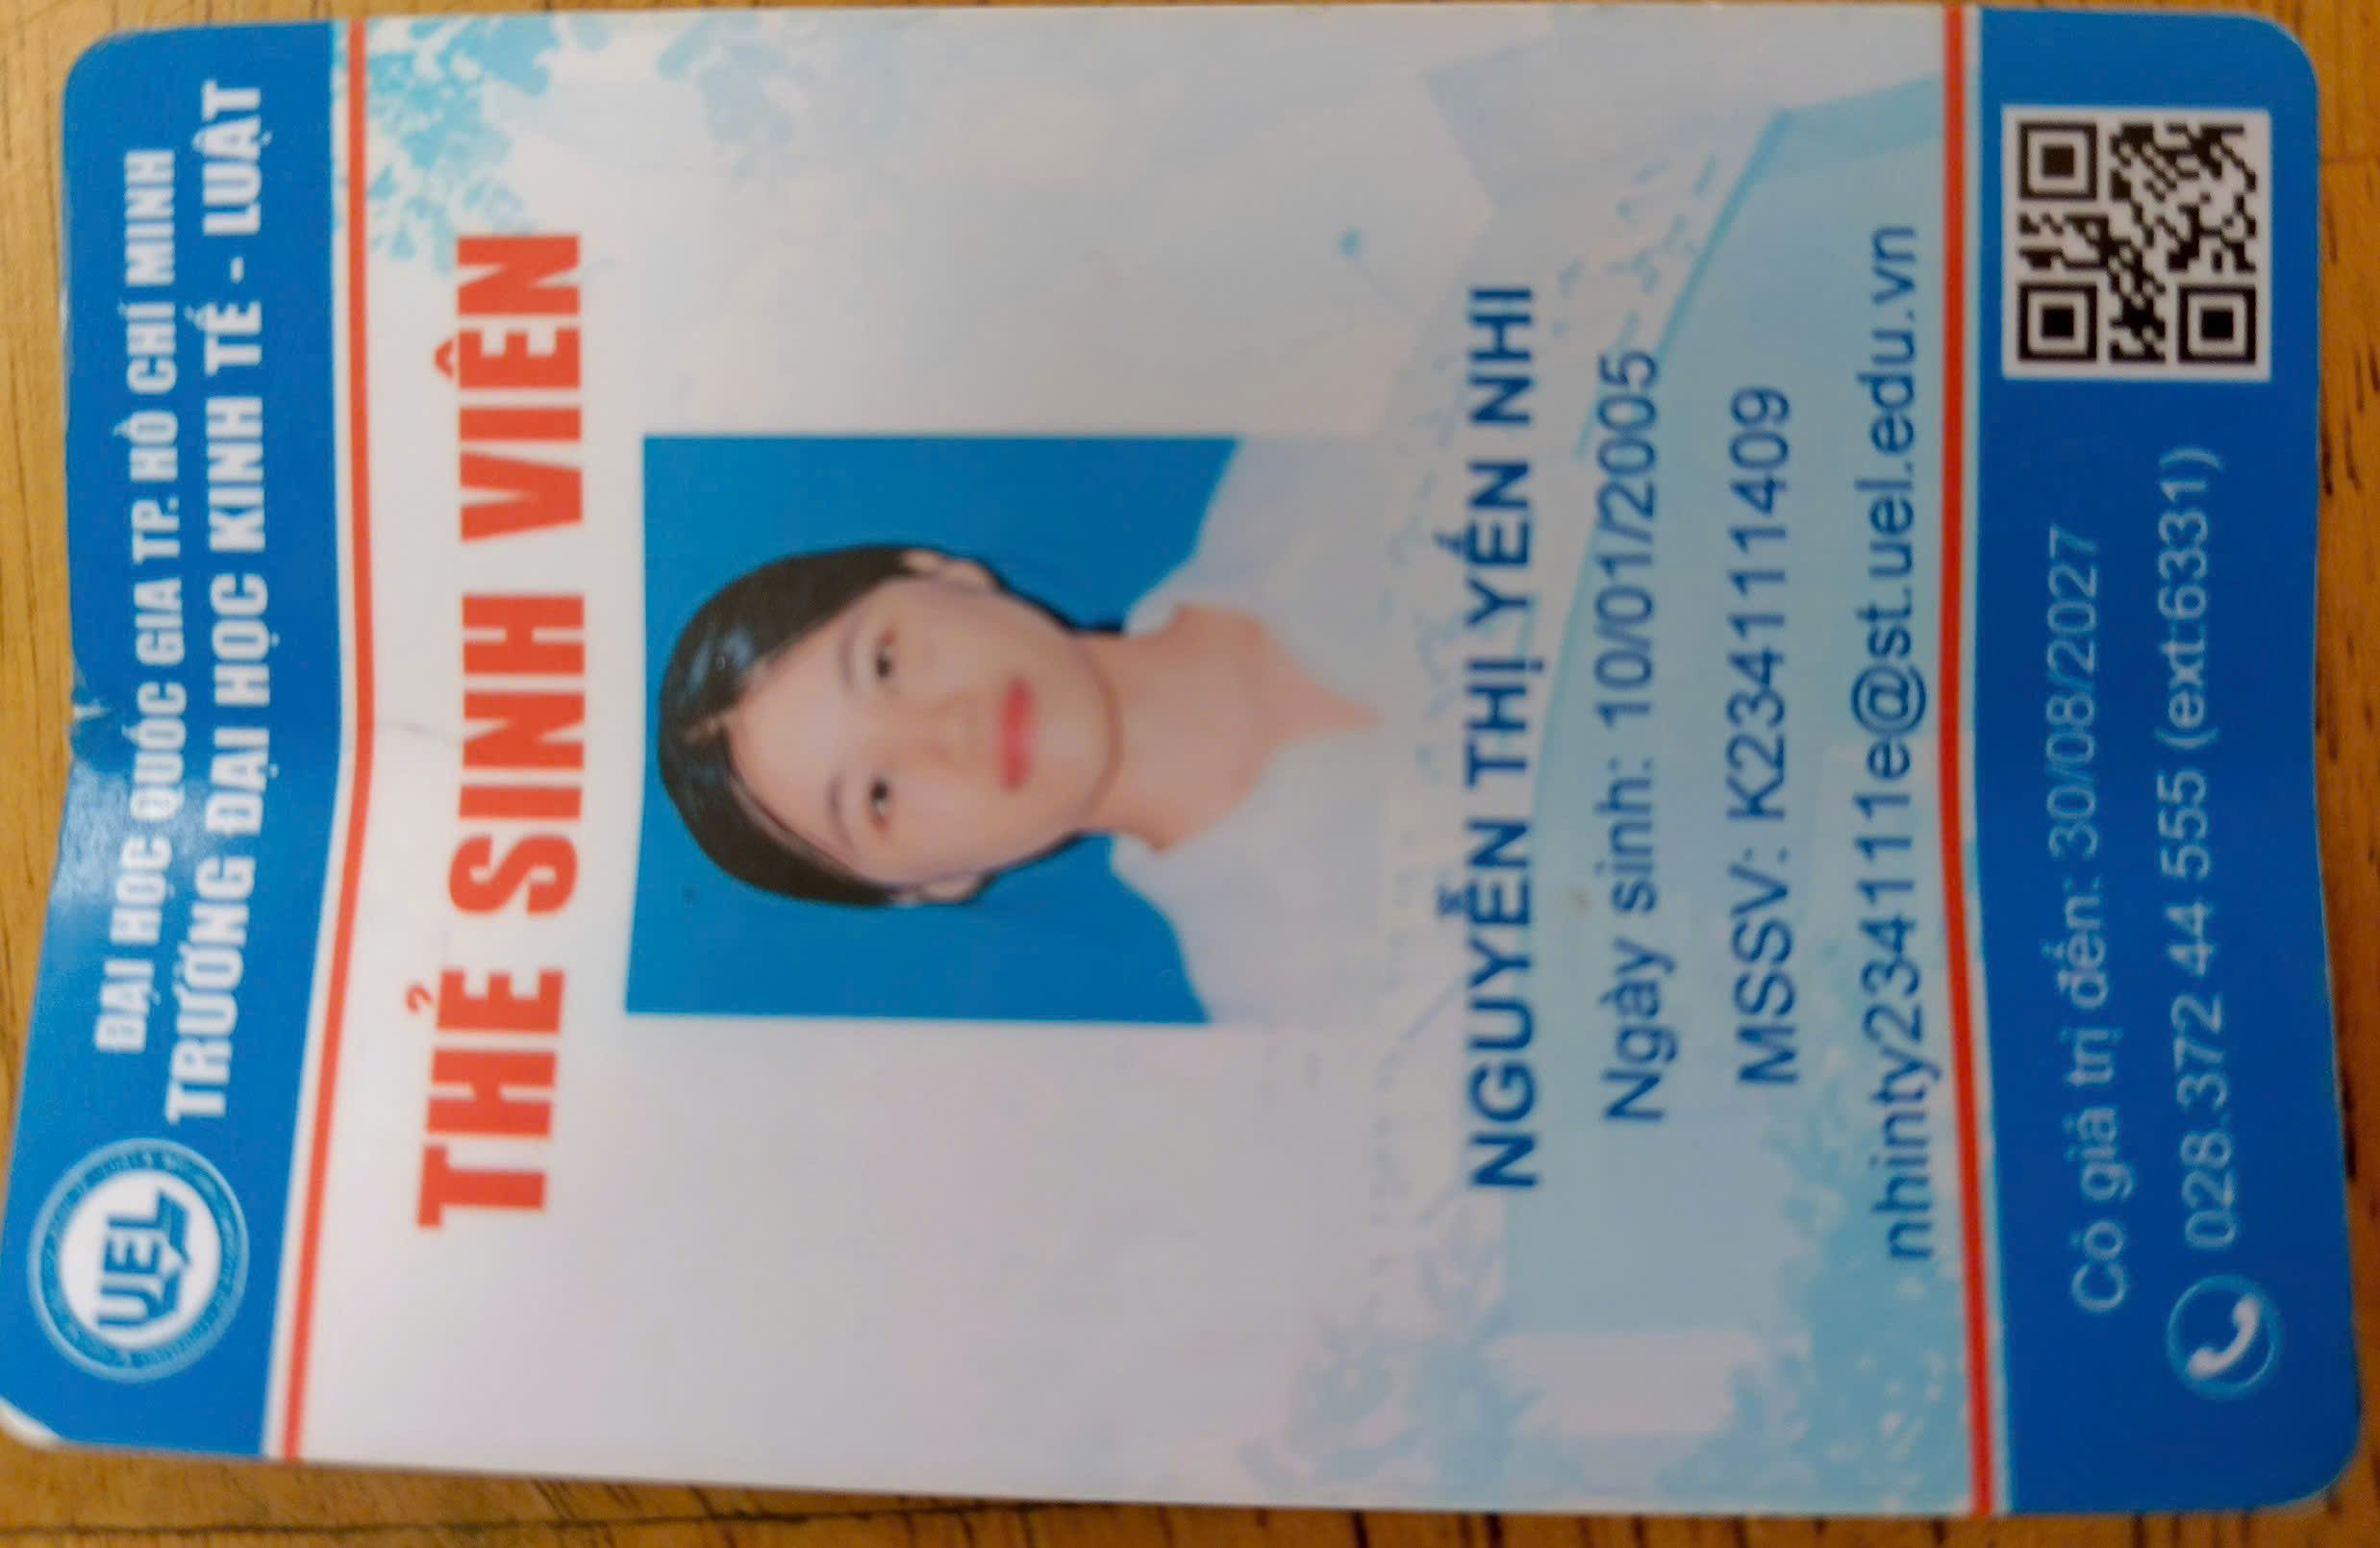 ĐẠI HỌC QUỐC GIA TP. HỒ CHÍ MINH
TRƯỜNG ĐẠI HỌC KINH TẾ - LUẬT
UEL
THẺ SINH VIÊN
NGUYỄN THỊ YẾN NHI
Ngày sinh: 10/01/2005
MSSV: K234111409
nhinty234111e@st.uel.edu.vn
Có giá trị đến: 30/08/2027
028.372 44 555 (ext:6331)